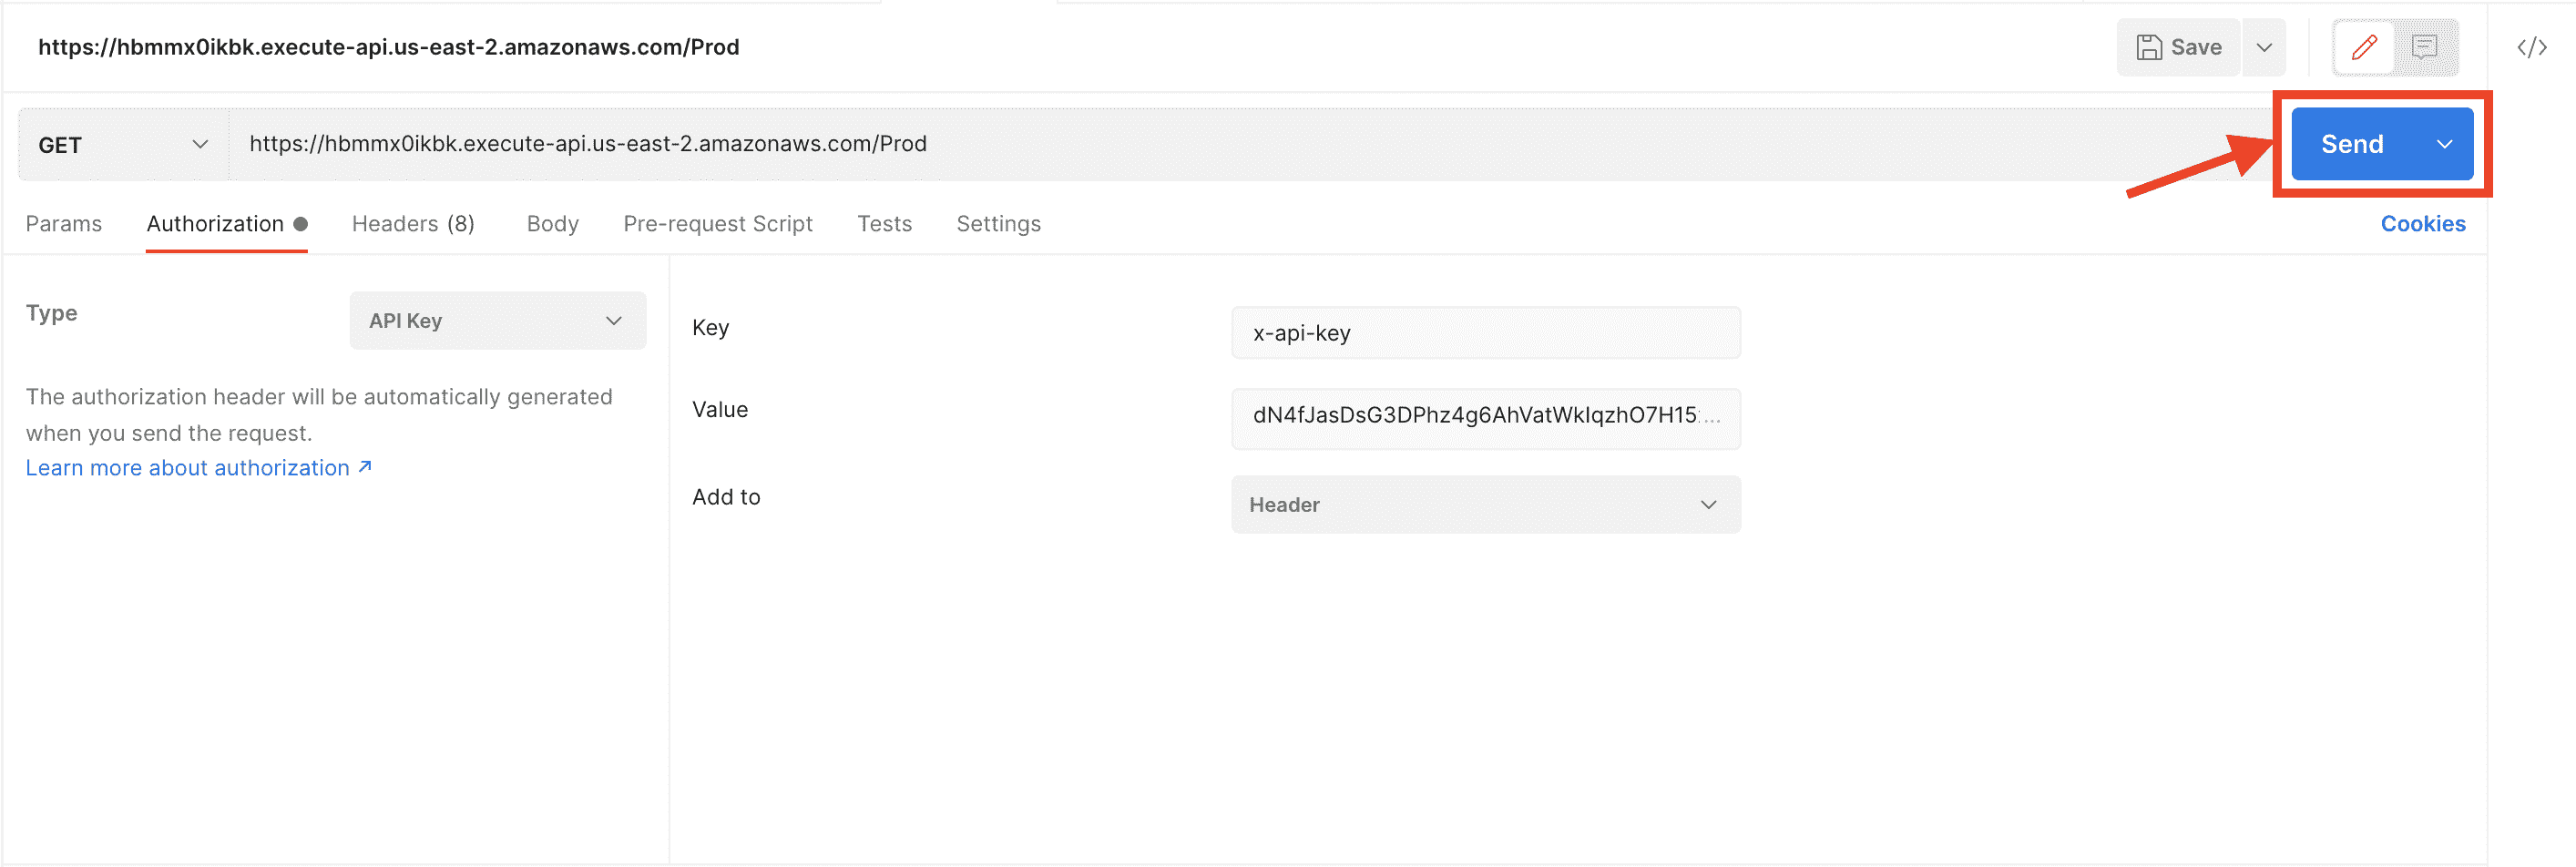 https://hbmmx0ikbk.execute-api.us-east-2.amazonaws.com/Prod
Save
</>
GET
https://hbmmx0ikbk.execute-api.us-east-2.amazonaws.com/Prod
Send
Params
Authorization
Headers (8)
Body
Pre-request Script
Tests
Settings
Cookies
Type
API Key
The authorization header will be automatically generated
when you send the request.
Learn more about authorization ↗
Key
x-api-key
Value
dN4fJasDsG3DPhz4g6AhVatWkIqzhO7H15...
Add to
Header